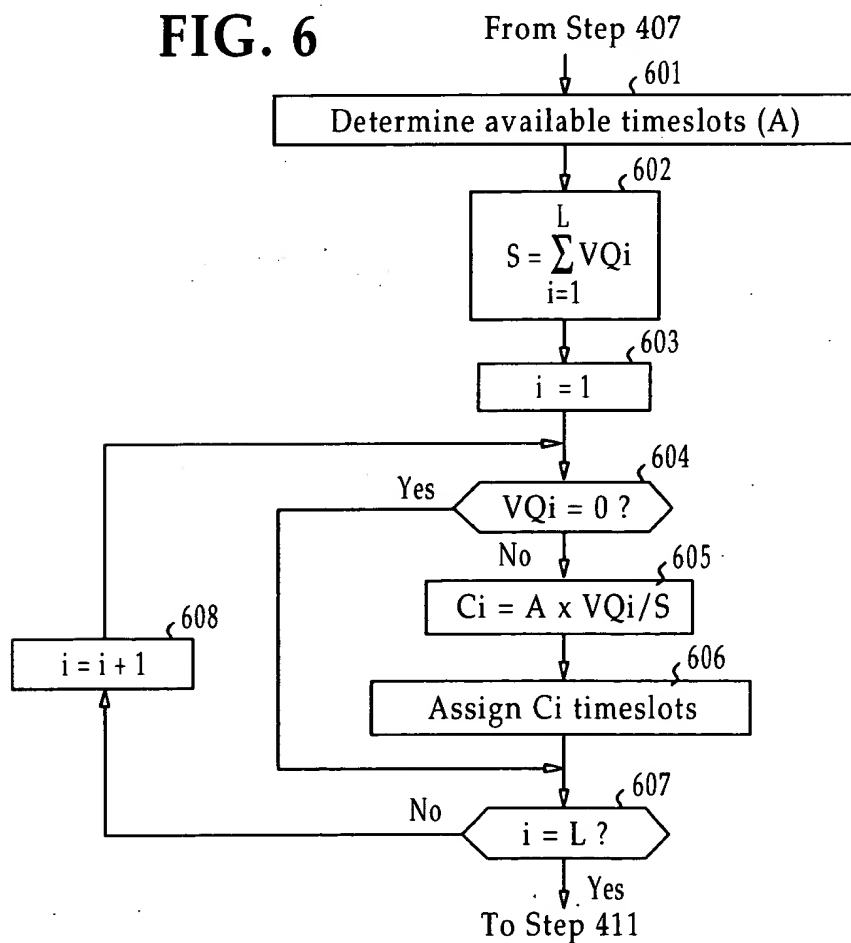 FIG. 6
From Step 407
601
Determine available timeslots (A)
602
L
S = ∑ VQi
i=1
603
i = 1
604
Yes
VQi = 0 ?
No
605
Ci = A x VQi/S
608
i = i + 1
606
Assign Ci timeslots
607
No
i = L ?
Yes
To Step 411